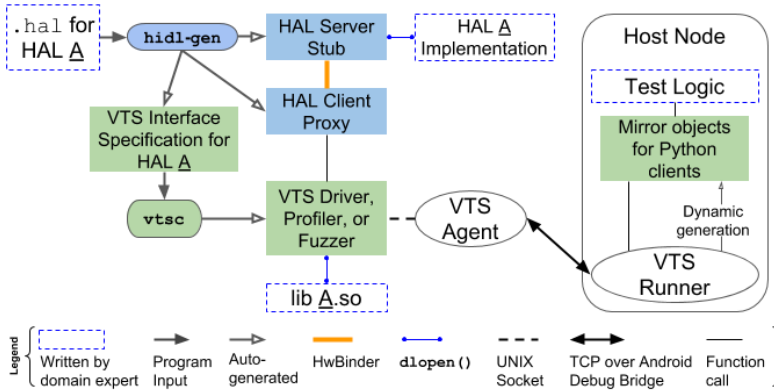 .hal for
HAL A
hidl-gen
HAL Server
Stub
HAL A
Implementation
Host Node
Test Logic
HAL Client
Proxy
VTS Interface
Specification for
HAL A
Mirror objects
for Python
clients
vtsc
VTS Driver,
Profiler, or
Fuzzer
VTS
Agent
Dynamic
generation
VTS
Runner
lib A.so
Legend
Written by
domain expert
Program
Input
Auto-
generated
HwBinder
dlopen()
UNIX
Socket
TCP over Android
Debug Bridge
Function
call